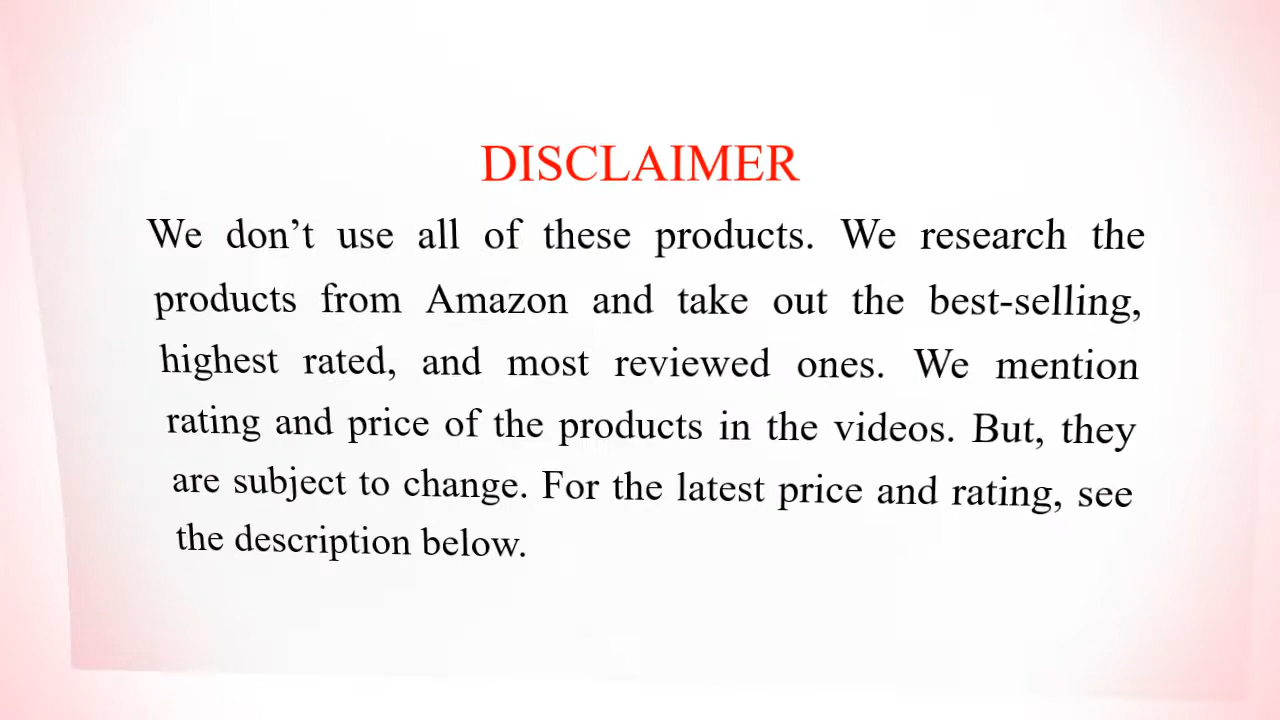 DISCLAIMER
We don’t use all of these products. We research the
products from Amazon and take out the best-selling,
highest rated, and most reviewed ones. We mention
rating and price of the products in the videos. But, they
are subject to change. For the latest price and rating, see
the description below.